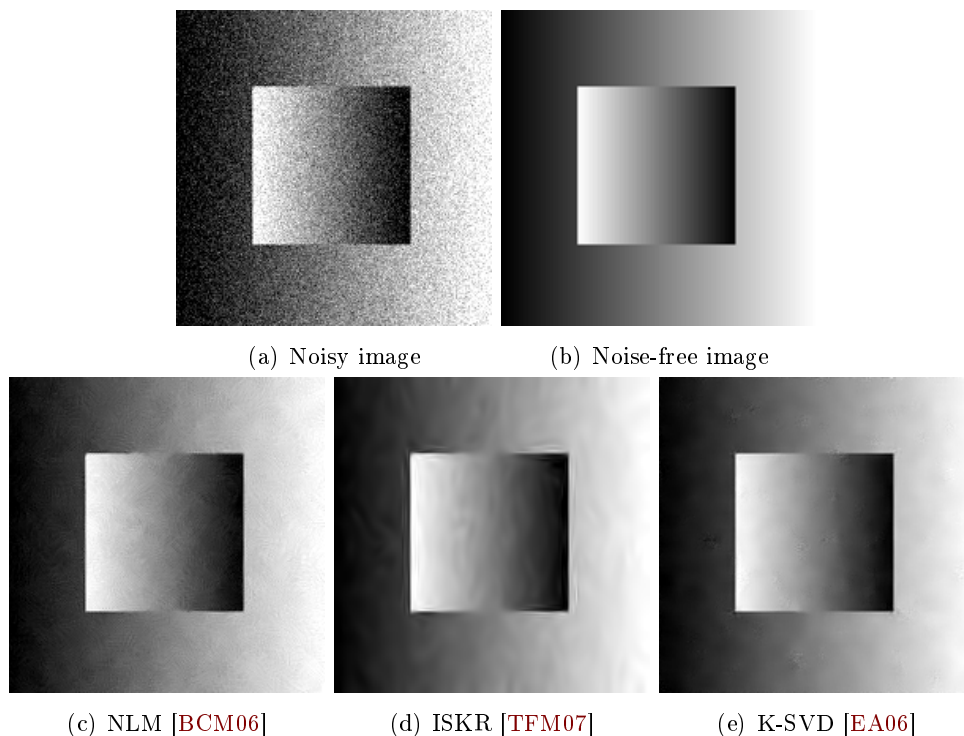 (a) Noisy image
(b) Noise-free image
(c) NLM [BCM06]
(d) ISKR [TFM07]
(e) K-SVD [EA06]